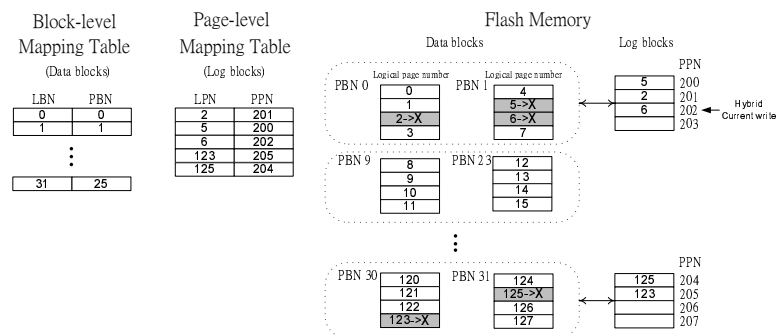 Block-level
Mapping Table
(Data blocks)
LBN PBN
0 0
1 1
31 25
Page-level
Mapping Table
(Log blocks)
LPN PPN
2 201
5 200
6 202
123 205
125 204
Flash Memory
Data blocks
Log blocks
PBN 0
Logical page number
0
1
2->X
3
PBN 1
Logical page number
4
5->X
6->X
7
PPN
5 200
2 201
6 202
203
Hybrid
Current write
PBN 9
8
9
10
11
PBN 23
12
13
14
15
PBN 30
120
121
122
123->X
PBN 31
124
125->X
126
127
PPN
125 204
123 205
206
207